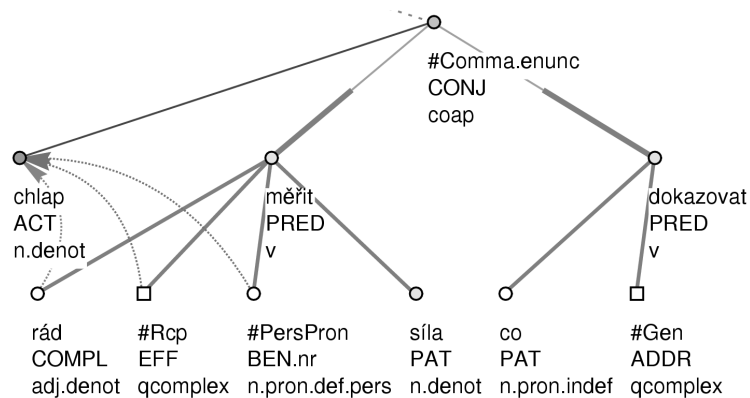 #Comma.enunc
CONJ
coap
chlap
ACT
n.denot
měřit
PRED
v
dokazovat
PRED
v
rád
COMPL
adj.denot
#Rcp
EFF
qcomplex
#PersPron
BEN.nr
n.pron.def.pers
síla
PAT
n.denot
co
PAT
n.pron.indef
#Gen
ADDR
qcomplex